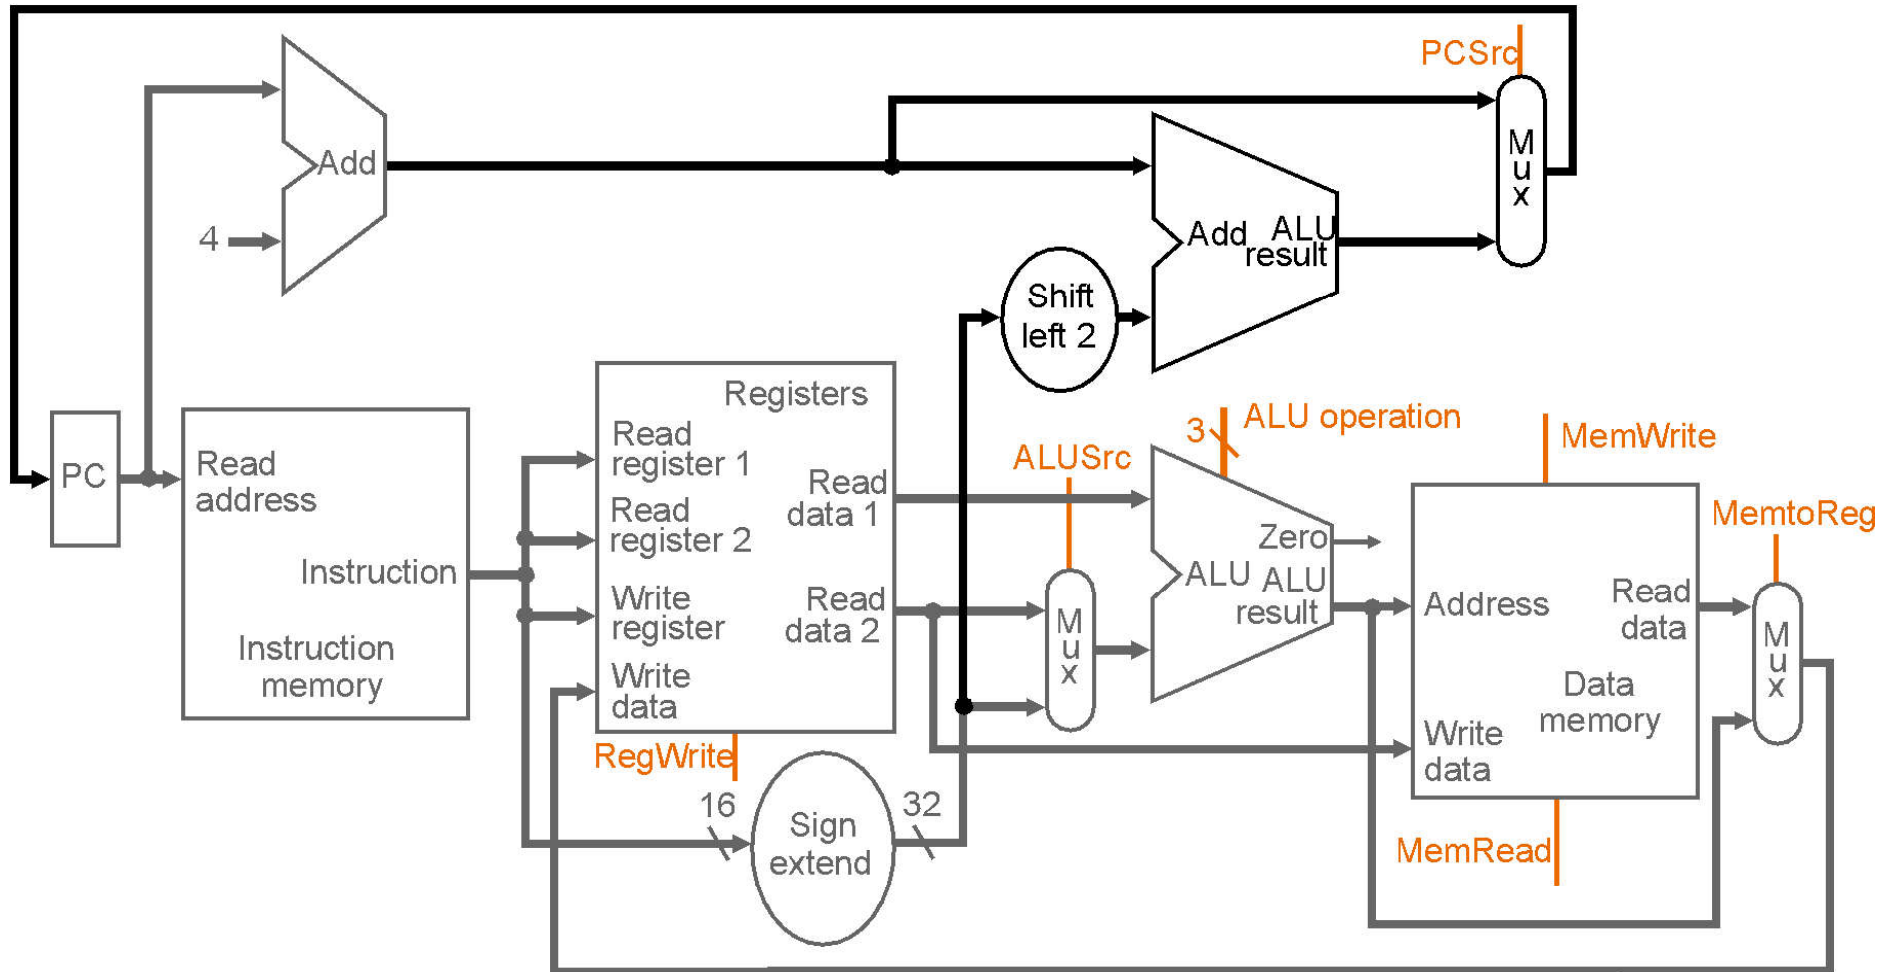 PCSrc
M
u
x
Add
4
Add
ALU
result
Shift
left 2
Registers
Read
register 1
Read
register 2
Write
register
Write
data
Read
data 1
Read
data 2
RegWrite
PC
Read
address
Instruction
Instruction
memory
ALUSrc
M
u
x
3
ALU operation
Zero
ALU
ALU
result
MemWrite
MemtoReg
Address
Read
data
Data
memory
Write
data
M
u
x
MemRead
16
Sign
extend
32